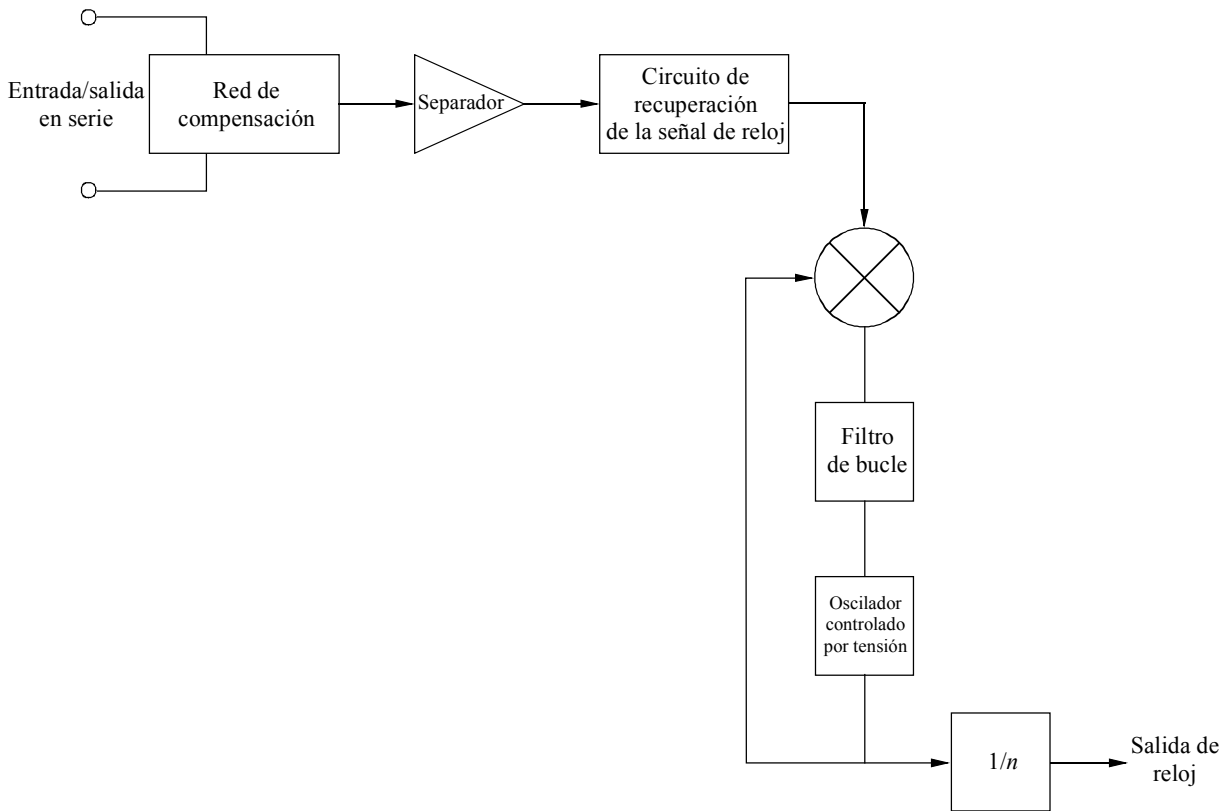 Entrada/salida
en serie
Red de
compensación
Separador
Circuito de
recuperación
de la señal de reloj
Filtro
de bucle
Oscilador
controlado
por tensión
1/n
Salida de
reloj